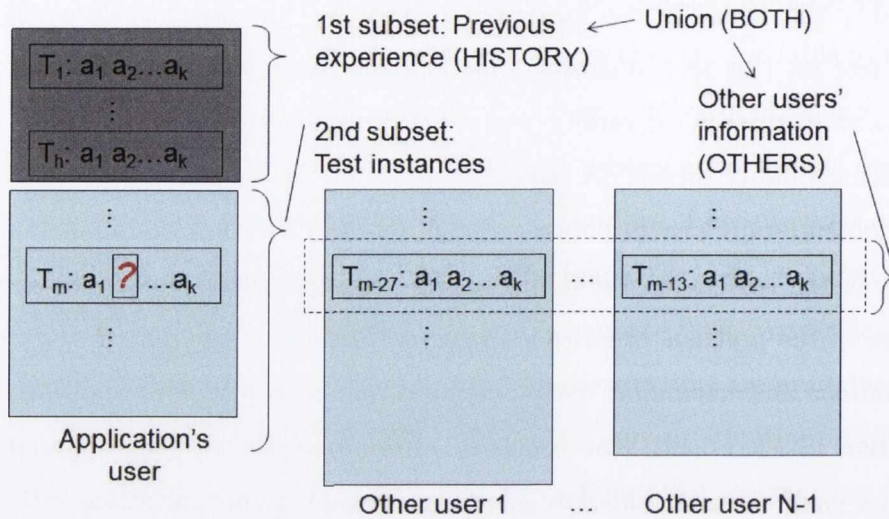 1st subset: Previous
experience (HISTORY)
Union (BOTH)
T1: a1 a2...ak
⋮
Th: a1 a2...ak
2nd subset:
Test instances
Other users'
information
(OTHERS)
⋮
Tm: a1 ? ...ak
⋮
Tm-27: a1 a2...ak
⋮
.....
⋮
Tm-13: a1 a2...ak
⋮
⋮
Application's
user
Other user 1 ..... Other user N-1